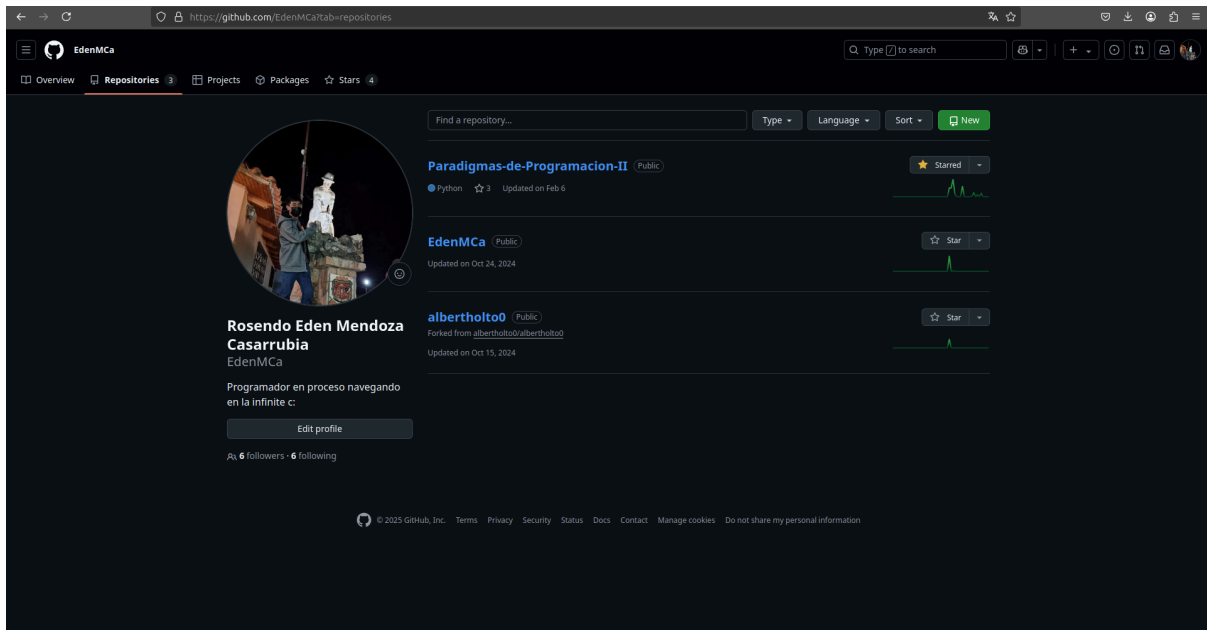 https://github.com/EdenMCa?tab=repositories
EdenMCa
Type / to search
Overview Repositories 3 Projects Packages Stars 4
Find a repository... Type Language Sort New
Paradigmas-de-Programacion-II Public Starred
Python 3 Updated on Feb 6
EdenMCa Public Star
Updated on Oct 24, 2024
albertholto0 Public Star
Forked from albertholto0/albertholto0
Updated on Oct 15, 2024
Rosendo Eden Mendoza
Casarrubia
EdenMCa
Programador en proceso navegando
en la infinite c:
Edit profile
6 followers · 6 following
© 2025 GitHub, Inc. Terms Privacy Security Status Docs Contact Manage cookies Do not share my personal information